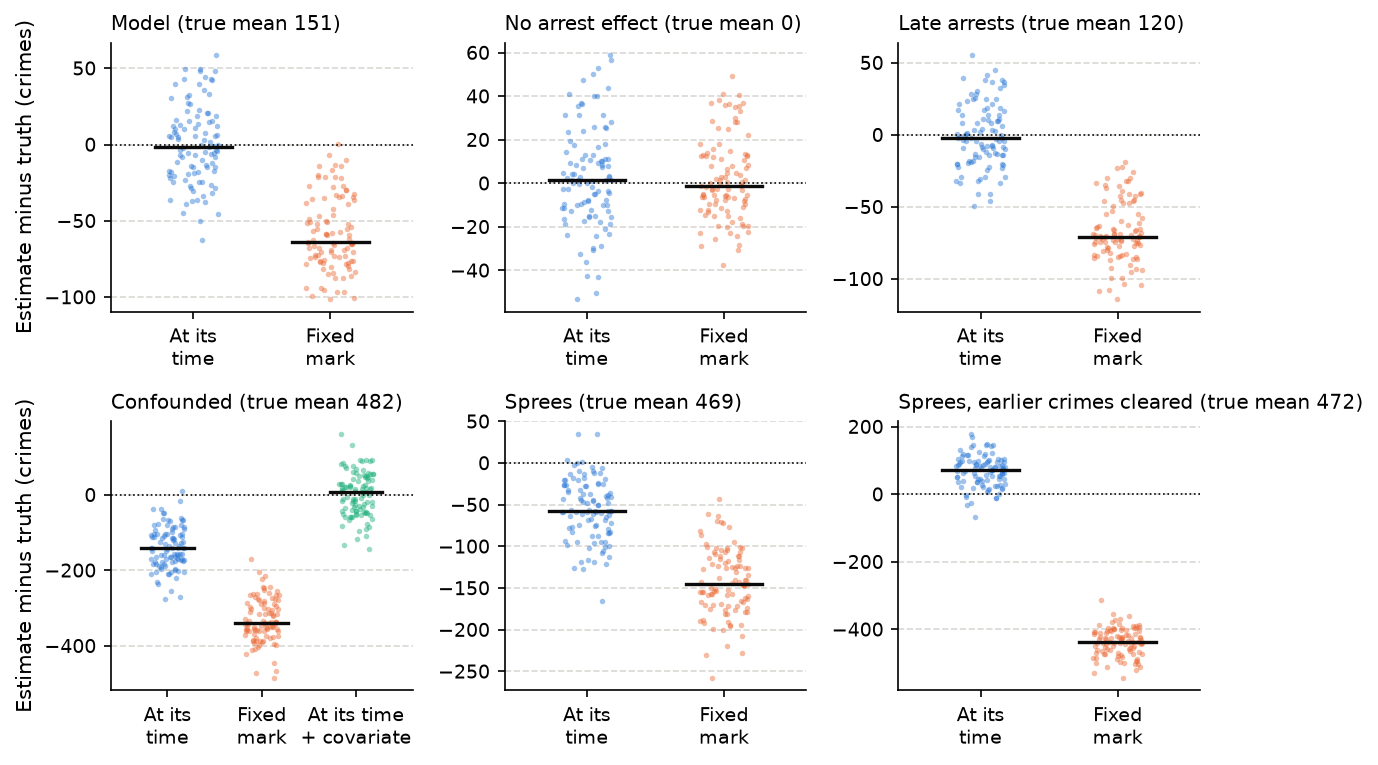 Model (true mean 151)
Estimate minus truth (crimes)
50
0
−50
−100
At its
time
Fixed
mark
No arrest effect (true mean 0)
60
40
20
0
−20
−40
At its
time
Fixed
mark
Late arrests (true mean 120)
50
0
−50
−100
At its
time
Fixed
mark
Confounded (true mean 482)
Estimate minus truth (crimes)
0
−200
−400
At its
time
Fixed
mark
At its time
+ covariate
Sprees (true mean 469)
50
0
−50
−100
−150
−200
−250
At its
time
Fixed
mark
Sprees, earlier crimes cleared (true mean 472)
200
0
−200
−400
At its
time
Fixed
mark